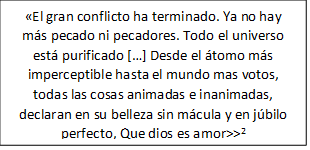 «El gran conflicto ha terminado. Ya no hay
más pecado ni pecadores. Todo el universo
está purificado […] Desde el átomo más
imperceptible hasta el mundo mas votos,
todas las cosas animadas e inanimadas,
declaran en su belleza sin mácula y en júbilo
perfecto, Que dios es amor>>²